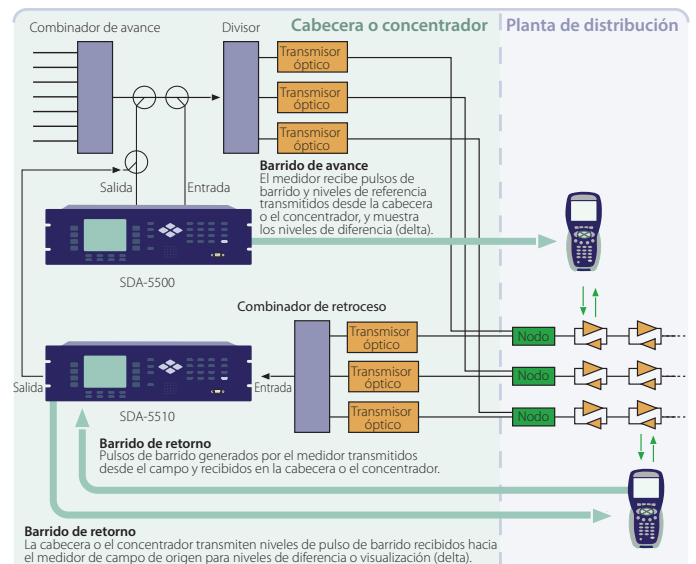 Cabecera o concentrador
Planta de distribución
Combinador de avance
Divisor
Transmisor
óptico
Transmisor
óptico
Transmisor
óptico
Salida
Entrada
Barrido de avance
El medidor recibe pulsos de
barrido y niveles de referencia
transmitidos desde la cabecera
o el concentrador, y muestra
los niveles de diferencia (delta).
SDA-5500
Combinador de retroceso
Transmisor
óptico
Transmisor
óptico
Transmisor
óptico
Nodo
Nodo
Nodo
Salida
Entrada
SDA-5510
Barrido de retorno
Pulsos de barrido generados por el medidor transmitidos
desde el campo y recibidos en la cabecera o el concentrador.
Barrido de retorno
La cabecera o el concentrador transmiten niveles de pulso de barrido recibidos hacia
el medidor de campo de origen para niveles de diferencia o visualización (delta).